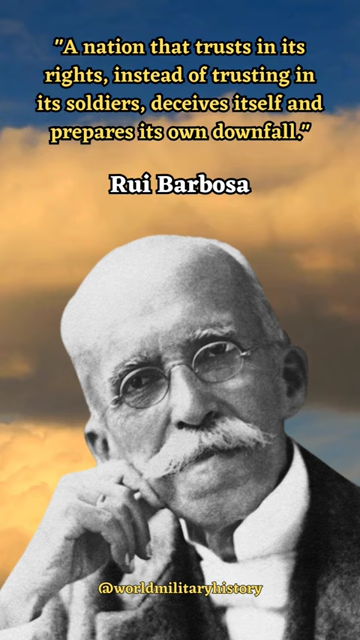 "A nation that trusts in its
rights, instead of trusting in
its soldiers, deceives itself and
prepares its own downfall."
Rui Barbosa
@worldmilitaryhistory